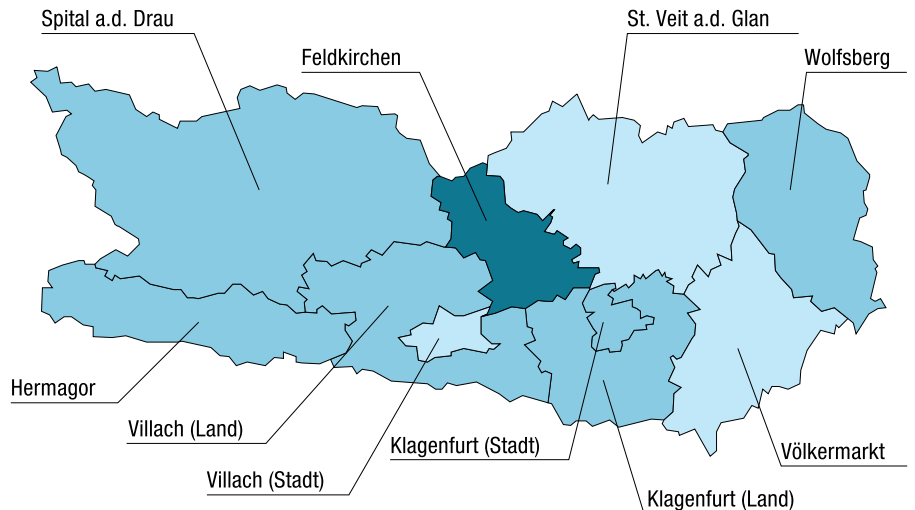 Spital a.d. Drau
St. Veit a.d. Glan
Feldkirchen
Wolfsberg
Hermagor
Villach (Land)
Klagenfurt (Stadt)
Völkermarkt
Villach (Stadt)
Klagenfurt (Land)